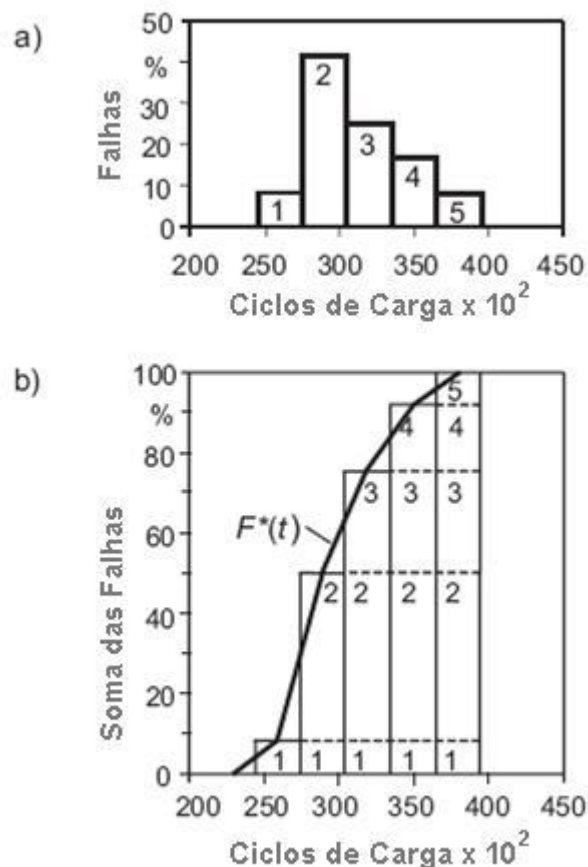 a)
Falhas
50
%
30
20
10
0
1
2
3
4
5
200 250 300 350 400 450
Ciclos de Carga x 10²
b)
Soma das Falhas
100
%
80
60
40
20
0
F*(t)
5
4 4
3 3 3
2 2 2 2
1 1 1 1 1
200 250 300 350 400 450
Ciclos de Carga x 10²